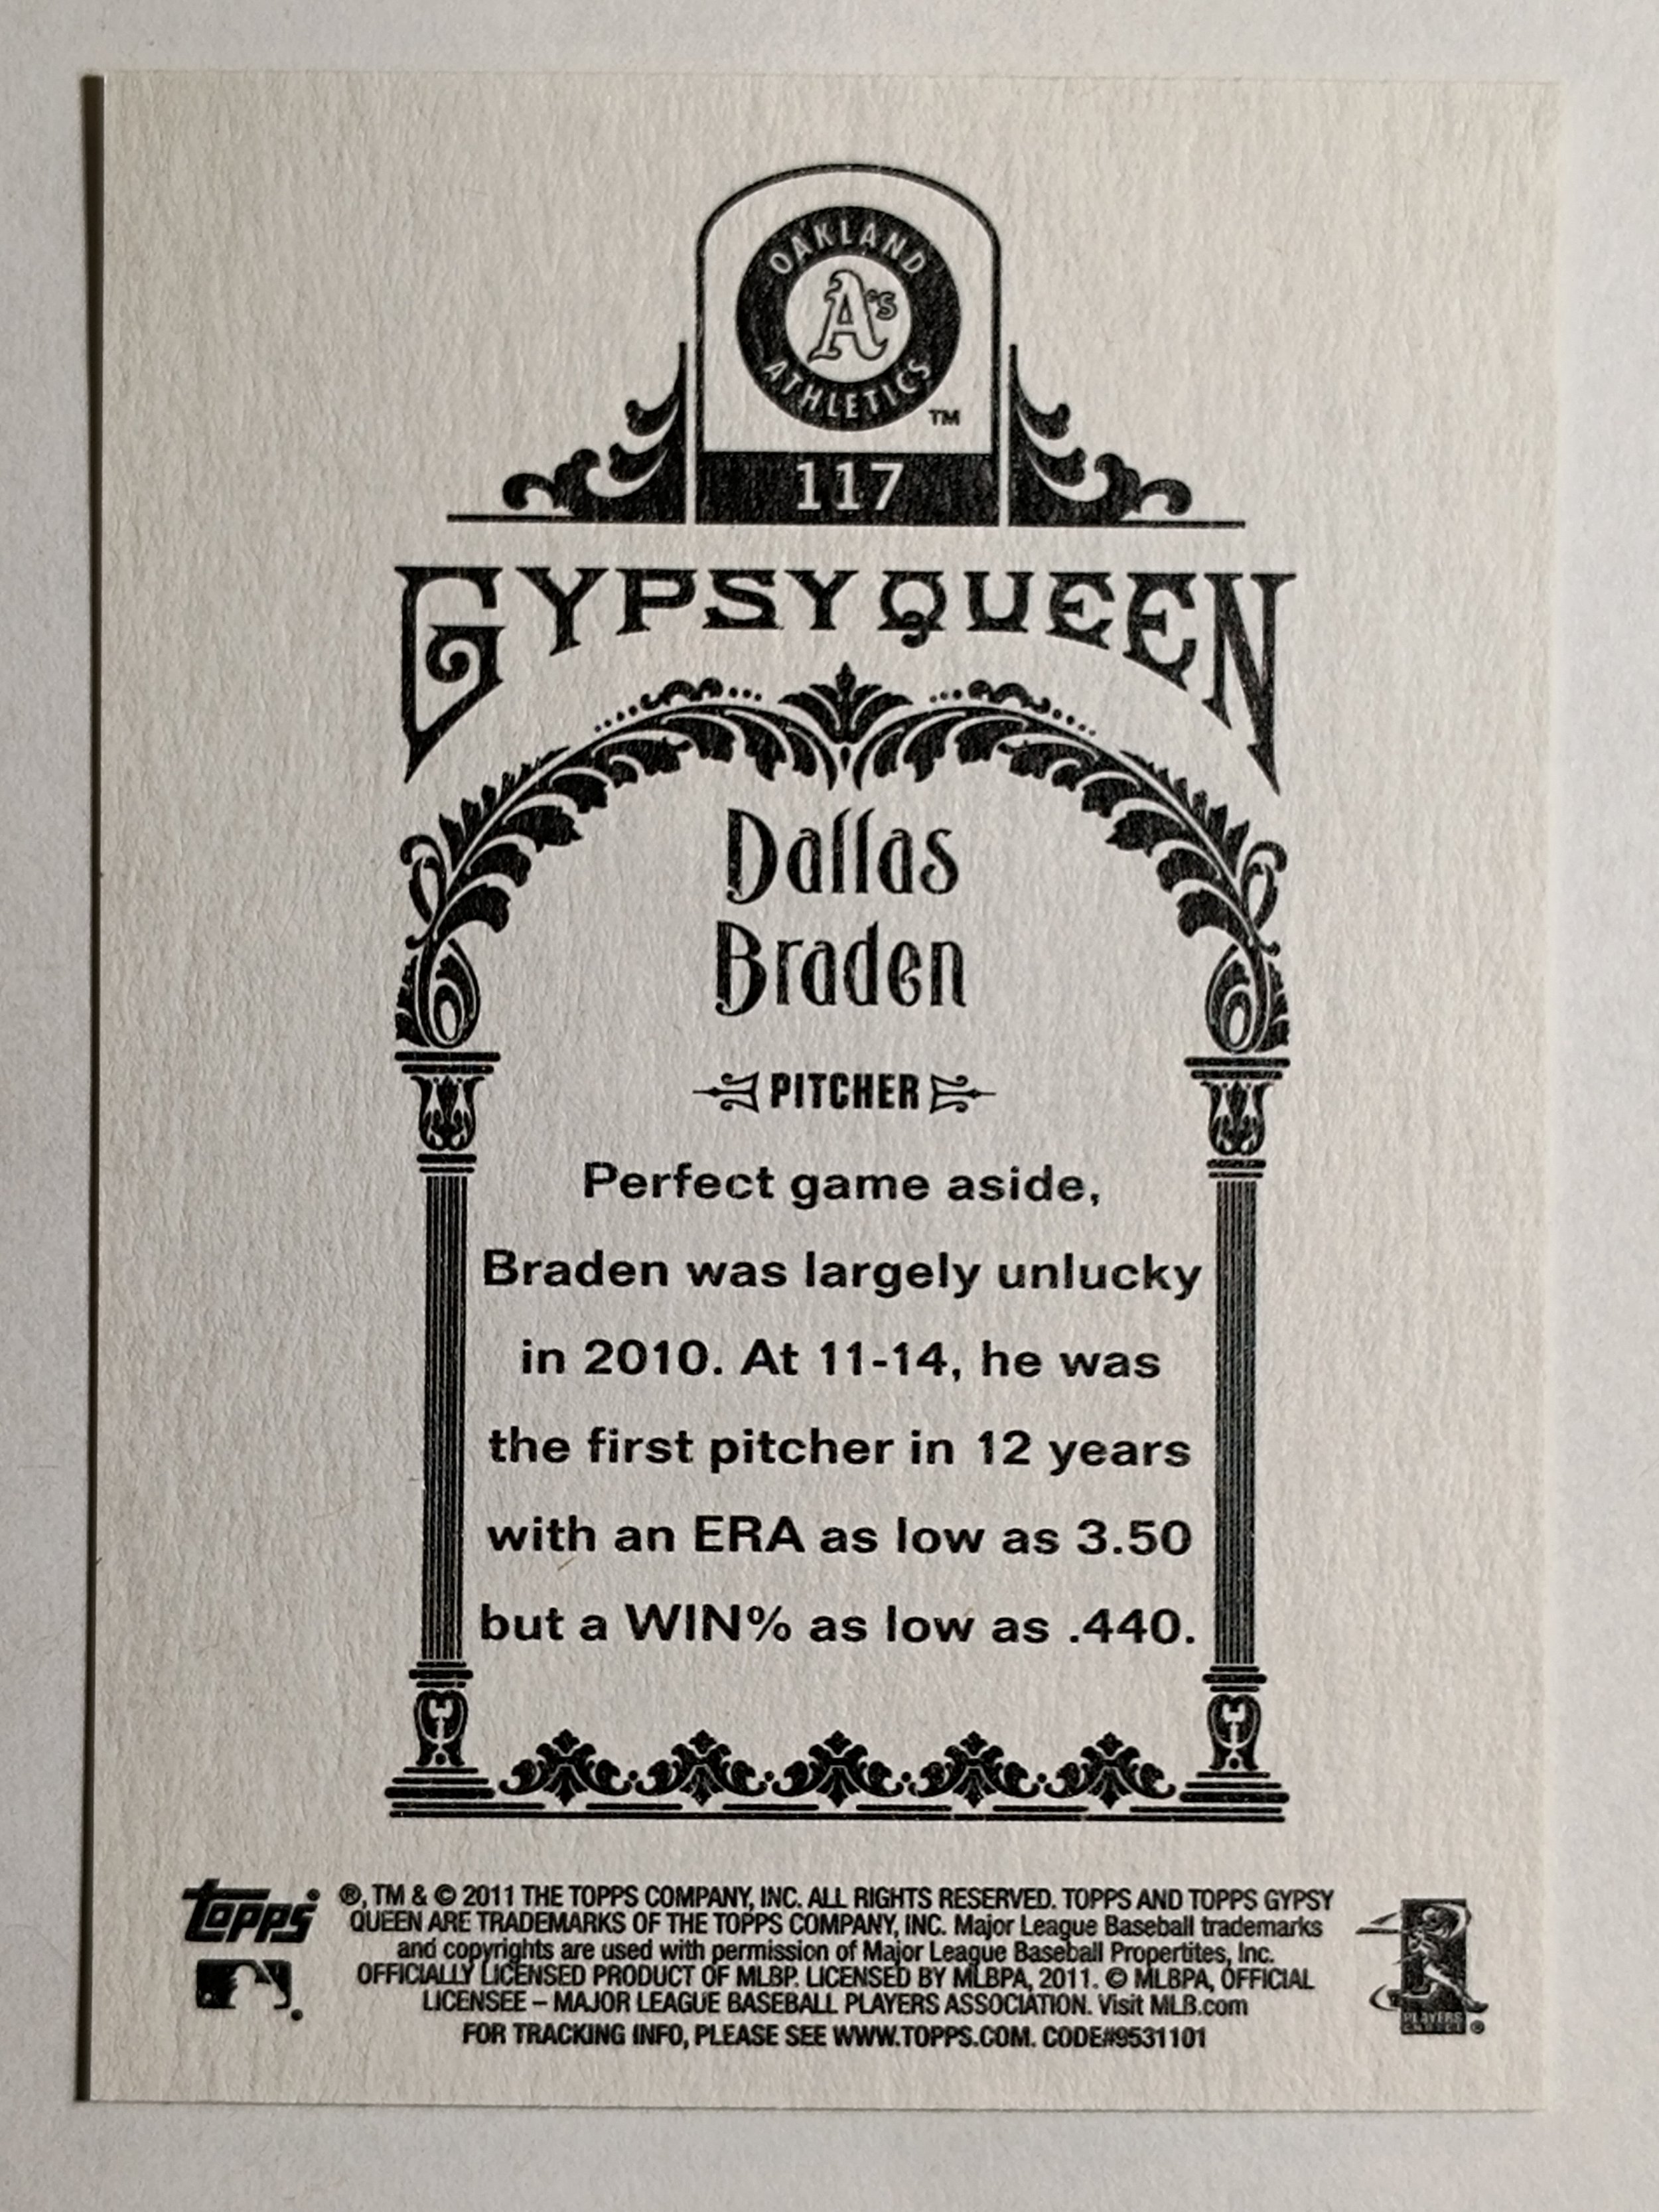 OAKLAND
A's
ATHLETICS
TM
117
GYPSY QUEEN
Dallas
Braden
PITCHER
Perfect game aside,
Braden was largely unlucky
in 2010. At 11-14, he was
the first pitcher in 12 years
with an ERA as low as 3.50
but a WIN% as low as .440.
topps
®, TM & © 2011 THE TOPPS COMPANY, INC. ALL RIGHTS RESERVED. TOPPS AND TOPPS GYPSY
QUEEN ARE TRADEMARKS OF THE TOPPS COMPANY, INC. Major League Baseball trademarks
and copyrights are used with permission of Major League Baseball Propertites, Inc.
OFFICIALLY LICENSED PRODUCT OF MLBP. LICENSED BY MLBPA, 2011. © MLBPA, OFFICIAL
LICENSEE – MAJOR LEAGUE BASEBALL PLAYERS ASSOCIATION. Visit MLB.com
FOR TRACKING INFO, PLEASE SEE WWW.TOPPS.COM. CODE#9531101
PLAYERS
CHOICE
®